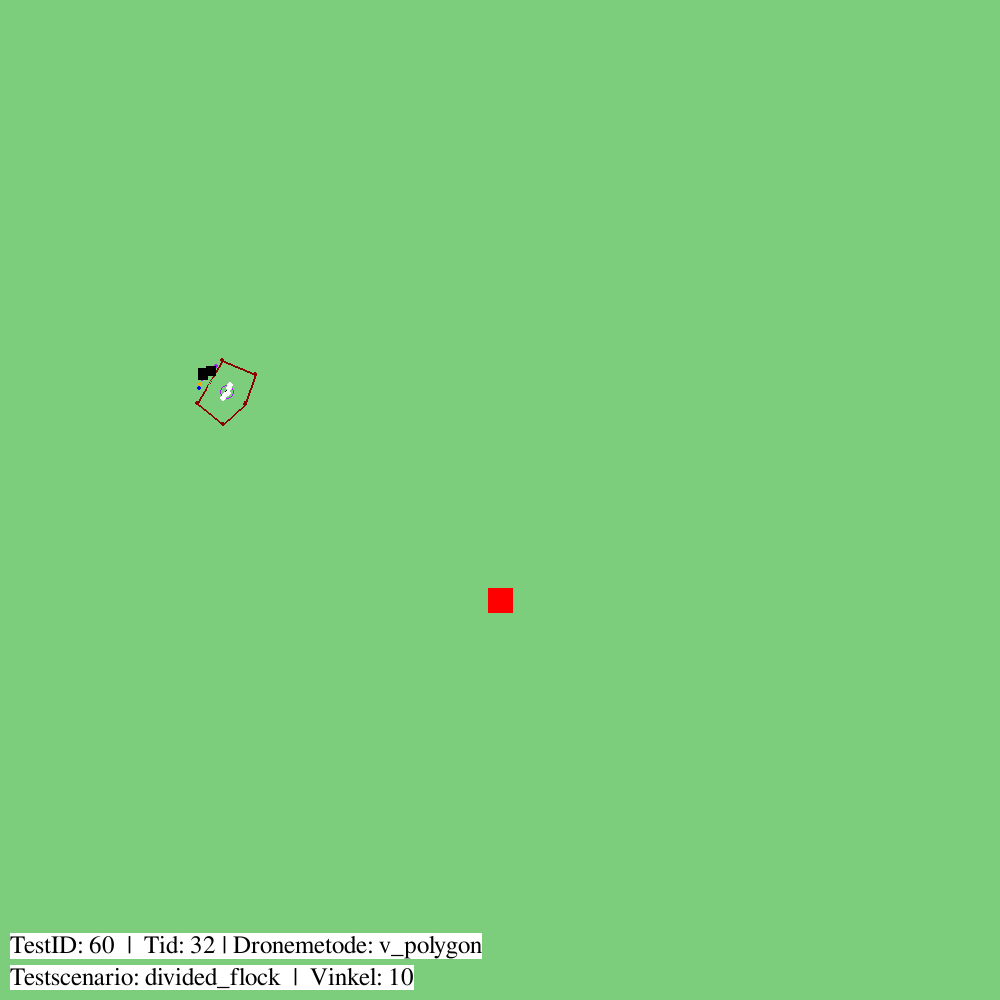 TestID: 60 | Tid: 32 | Dronemetode: v_polygon
Testscenario: divided_flock | Vinkel: 10